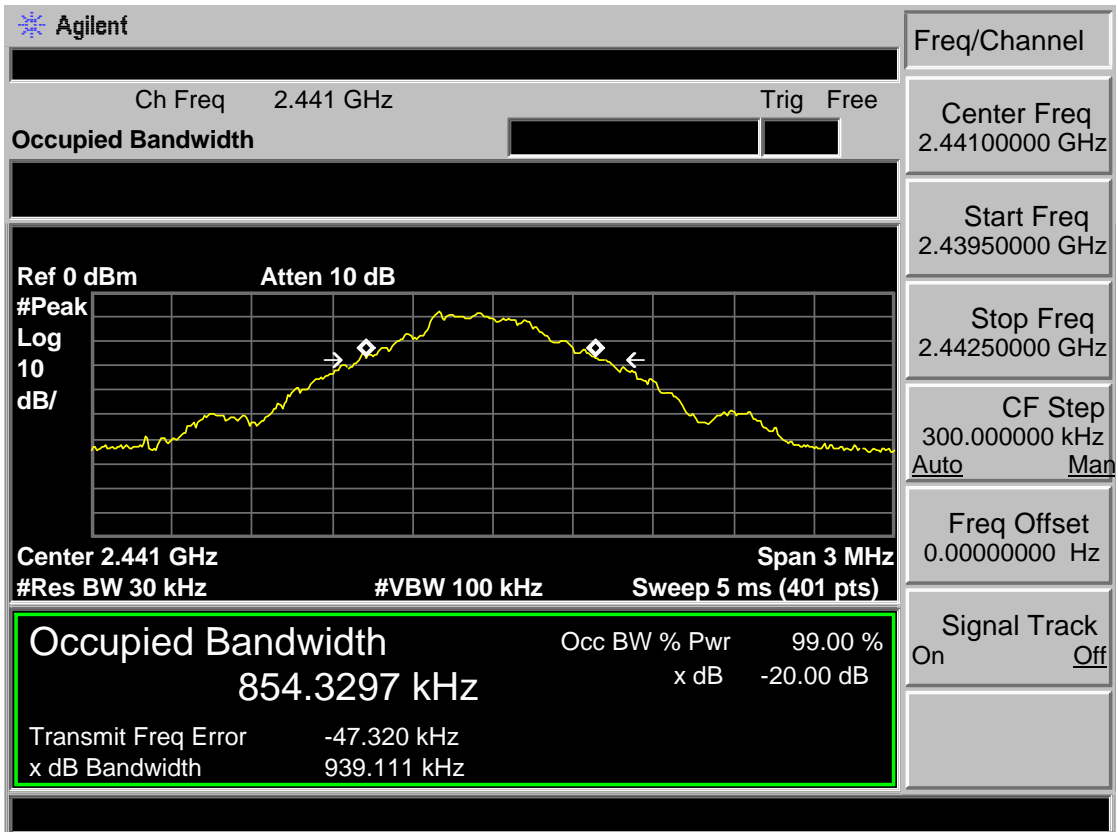 Agilent
Freq/Channel
Ch Freq 2.441 GHz Trig Free
Occupied Bandwidth
Center Freq
2.44100000 GHz
Start Freq
2.43950000 GHz
Stop Freq
2.44250000 GHz
CF Step
300.000000 kHz
Auto Man
Freq Offset
0.00000000 Hz
Signal Track
On Off
Ref 0 dBm Atten 10 dB
#Peak
Log
10
dB/
Center 2.441 GHz Span 3 MHz
#Res BW 30 kHz #VBW 100 kHz Sweep 5 ms (401 pts)
Occupied Bandwidth Occ BW % Pwr 99.00 %
854.3297 kHz x dB -20.00 dB
Transmit Freq Error -47.320 kHz
x dB Bandwidth 939.111 kHz